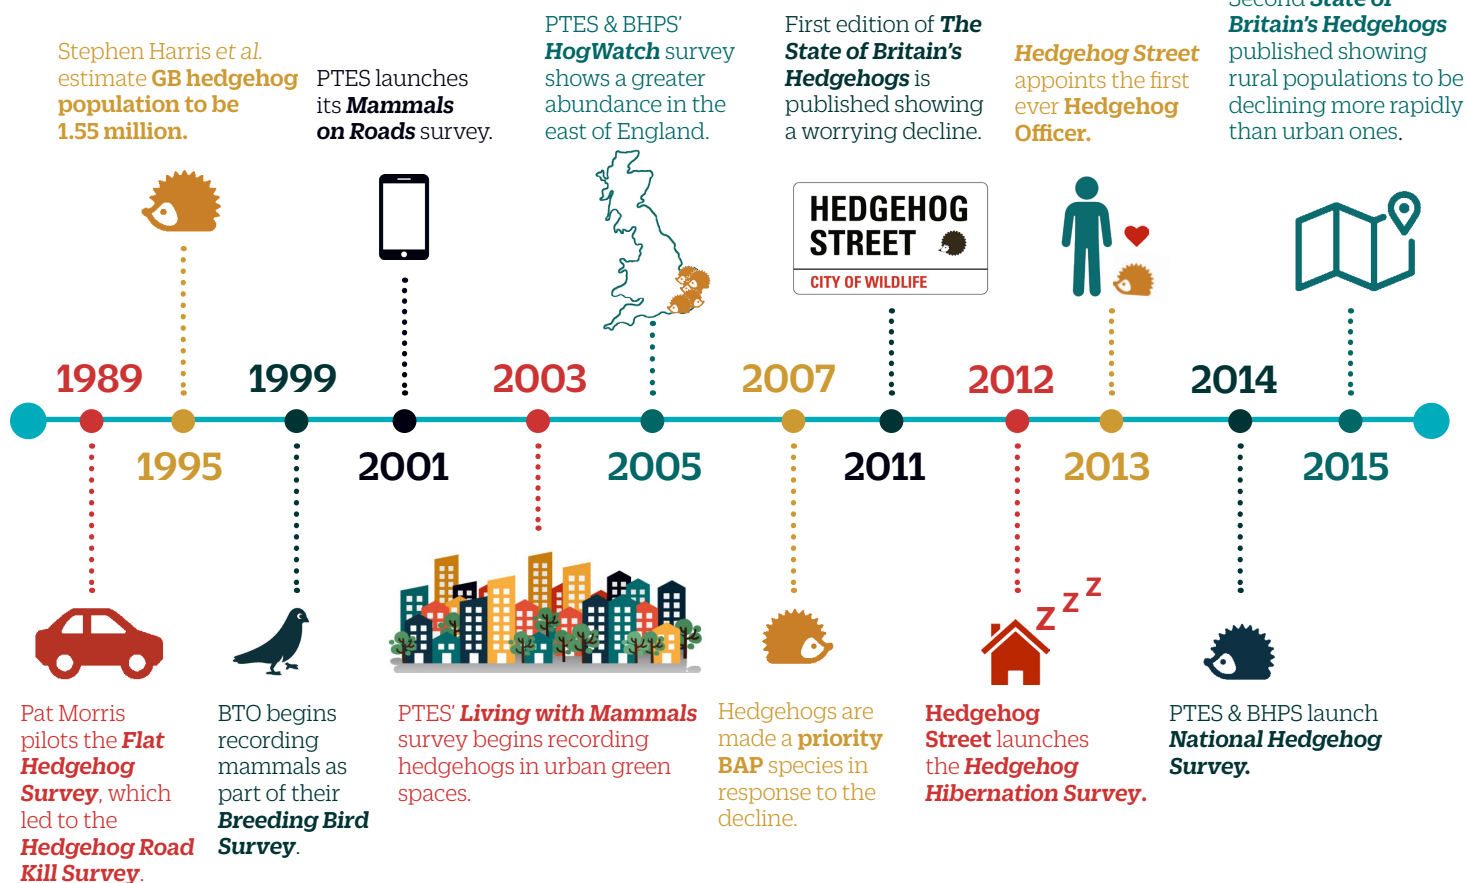 Stephen Harris et al.
estimate GB hedgehog
population to be
1.55 million.
PTES launches
its Mammals
on Roads survey.
PTES & BHPS’
HogWatch survey
shows a greater
abundance in the
east of England.
First edition of The
State of Britain’s
Hedgehogs is
published showing
a worrying decline.
Hedgehog Street
appoints the first
ever Hedgehog
Officer.
Second State of
Britain’s Hedgehogs
published showing
rural populations to be
declining more rapidly
than urban ones.
HEDGEHOG
STREET
CITY OF WILDLIFE
1989
1999
2003
2007
2012
2014
1995
2001
2005
2011
2013
2015
z z z
Pat Morris
pilots the Flat
Hedgehog
Survey, which
led to the
Hedgehog Road
Kill Survey.
BTO begins
recording
mammals as
part of their
Breeding Bird
Survey.
PTES’ Living with Mammals
survey begins recording
hedgehogs in urban green
spaces.
Hedgehogs are
made a priority
BAP species in
response to the
decline.
Hedgehog
Street launches
the Hedgehog
Hibernation Survey.
PTES & BHPS launch
National Hedgehog
Survey.